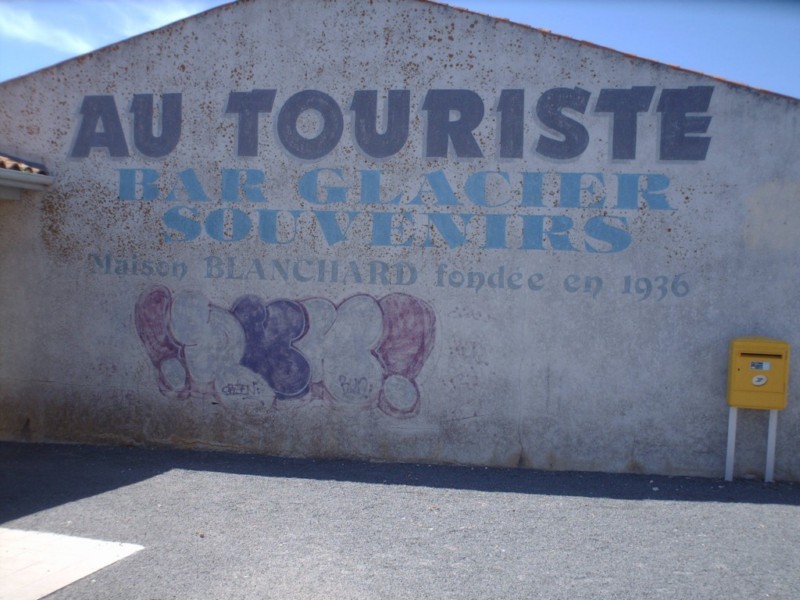 AU TOURISTE
BAR GLACIER
SOUVENIRS
Maison BLANCHARD fondée en 1936